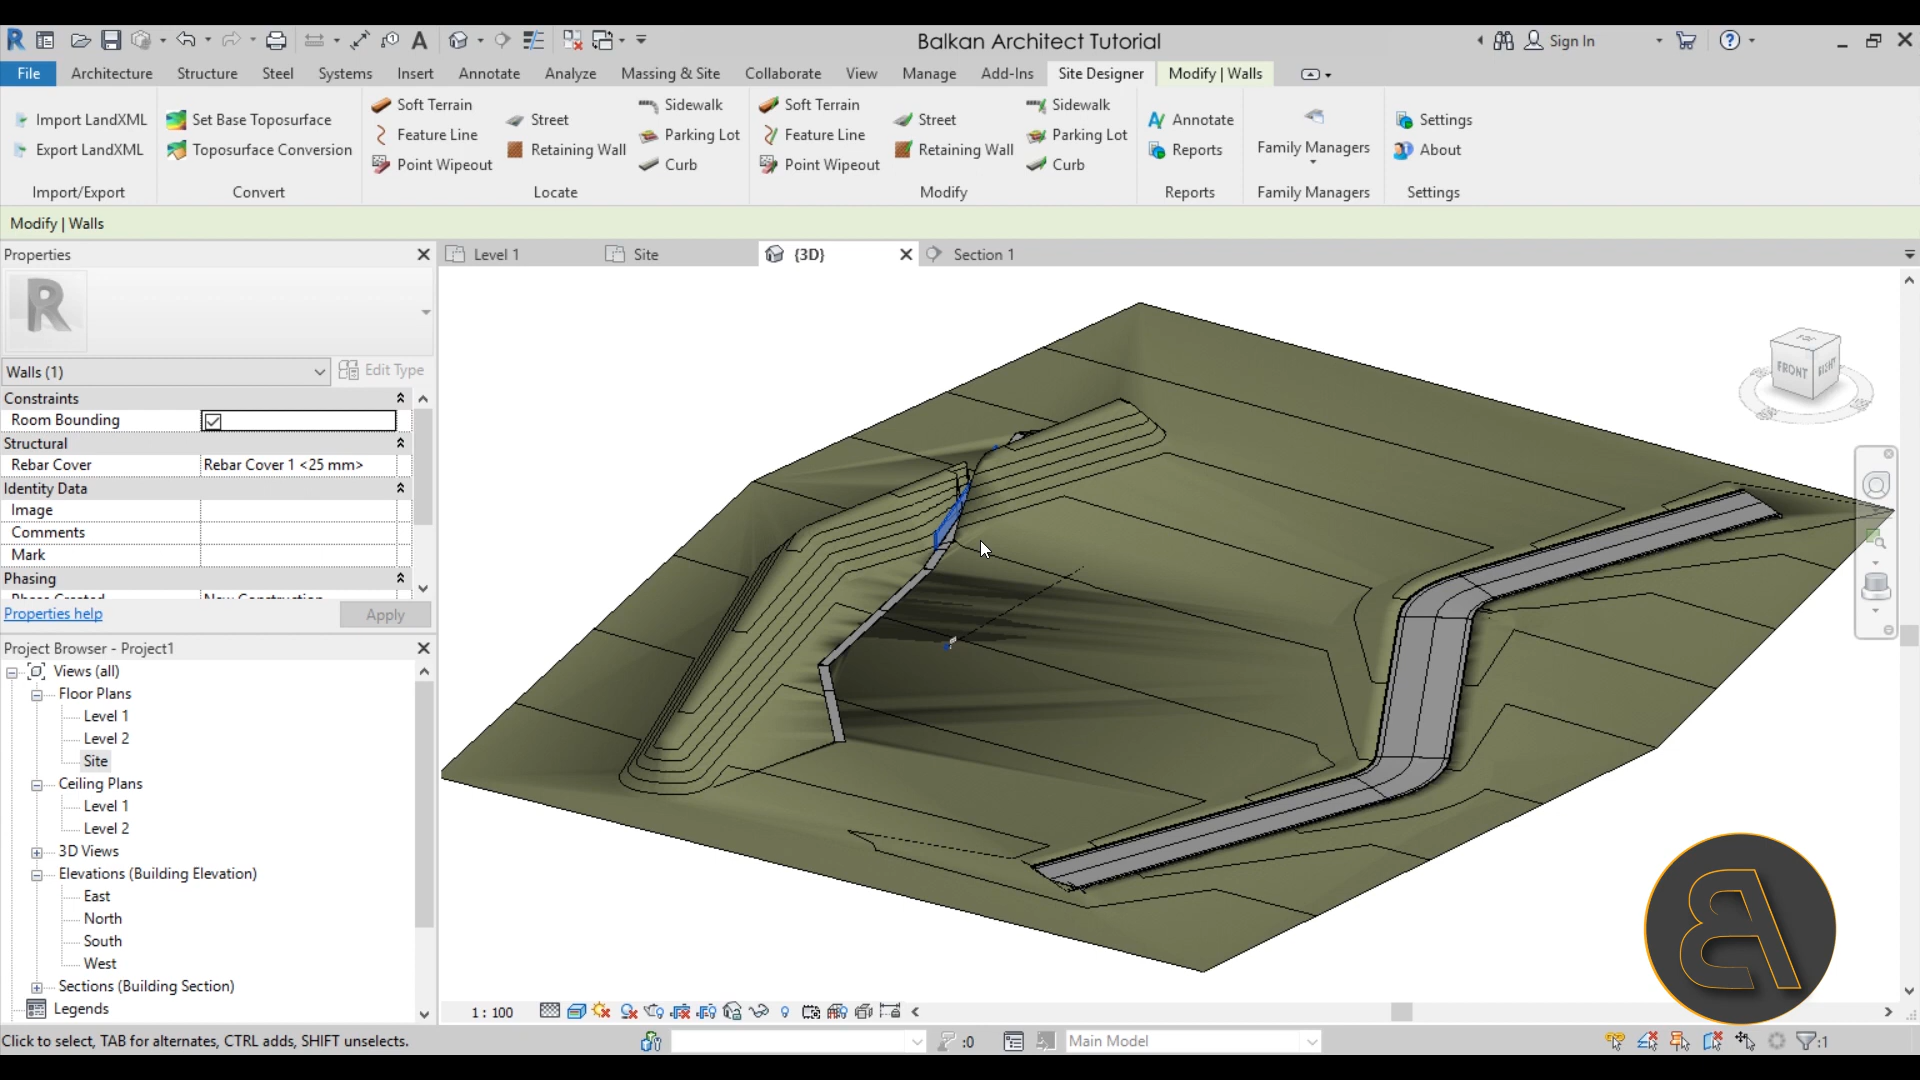 Balkan Architect Tutorial
Sign In
File Architecture Structure Steel Systems Insert Annotate Analyze Massing & Site Collaborate View Manage Add-Ins Site Designer Modify | Walls
Import LandXML
Export LandXML
Import/Export
Set Base Toposurface
Toposurface Conversion
Convert
Soft Terrain
Feature Line
Point Wipeout
Street
Retaining Wall
Sidewalk
Parking Lot
Curb
Locate
Soft Terrain
Feature Line
Point Wipeout
Street
Retaining Wall
Sidewalk
Parking Lot
Curb
Modify
Annotate
Reports
Reports
Family Managers
Family Managers
Settings
About
Settings
Modify | Walls
Properties
Level 1
Site
{3D}
Section 1
R
Walls (1)
Edit Type
Constraints
Room Bounding
Structural
Rebar Cover Rebar Cover 1 <25 mm>
Identity Data
Image
Comments
Mark
Phasing
Phase Created New Construction
Properties help
Apply
Project Browser - Project1
Views (all)
Floor Plans
Level 1
Level 2
Site
Ceiling Plans
Level 1
Level 2
3D Views
Elevations (Building Elevation)
East
North
South
West
Sections (Building Section)
Legends
FRONT
RIGHT
1 : 100
Click to select, TAB for alternates, CTRL adds, SHIFT unselects.
:0
Main Model
:1